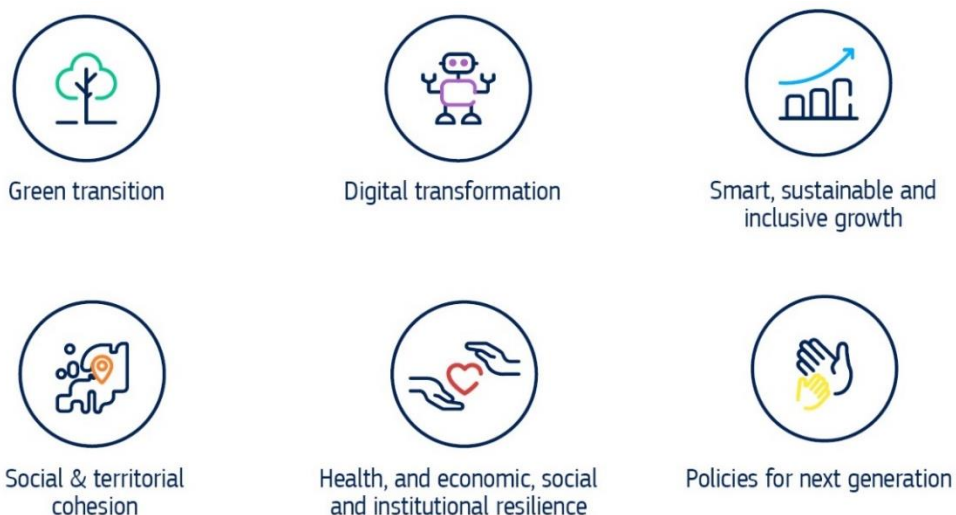 Green transition
Digital transformation
Smart, sustainable and
inclusive growth
Social & territorial
cohesion
Health, and economic, social
and institutional resilience
Policies for next generation